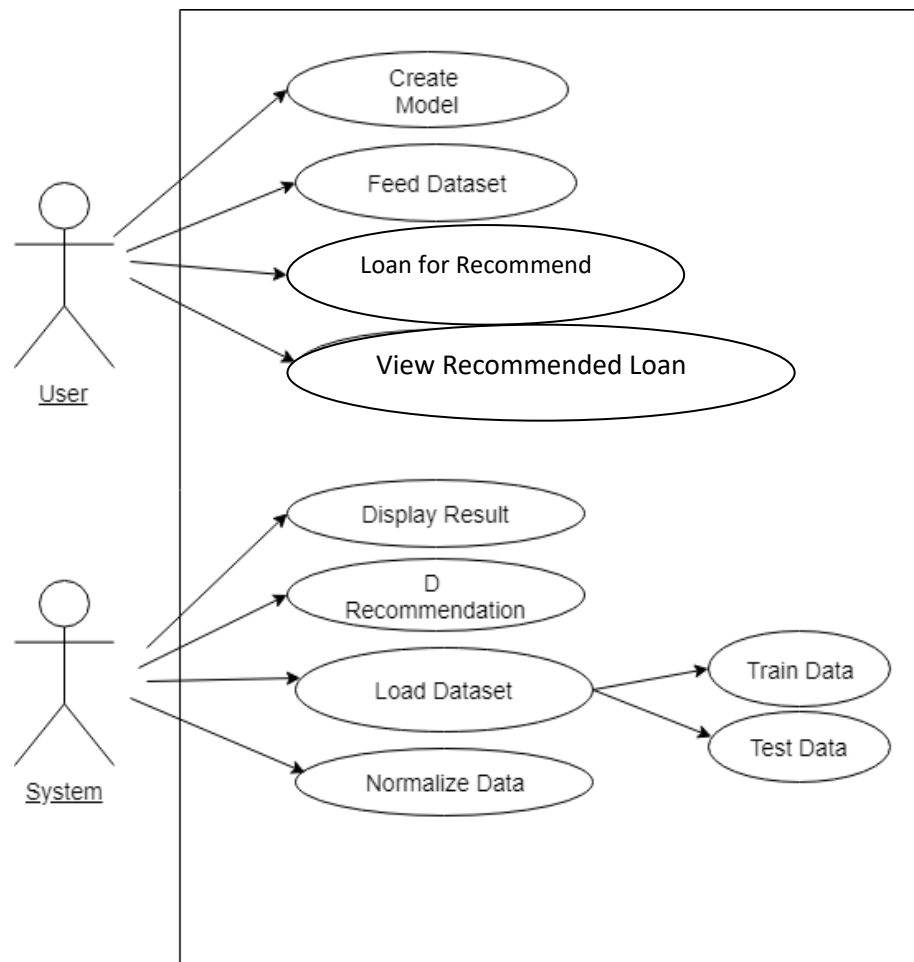 Create
Model
Feed Dataset
Loan for Recommend
View Recommended Loan
User
Display Result
D
Recommendation
Load Dataset
Train Data
Test Data
Normalize Data
System